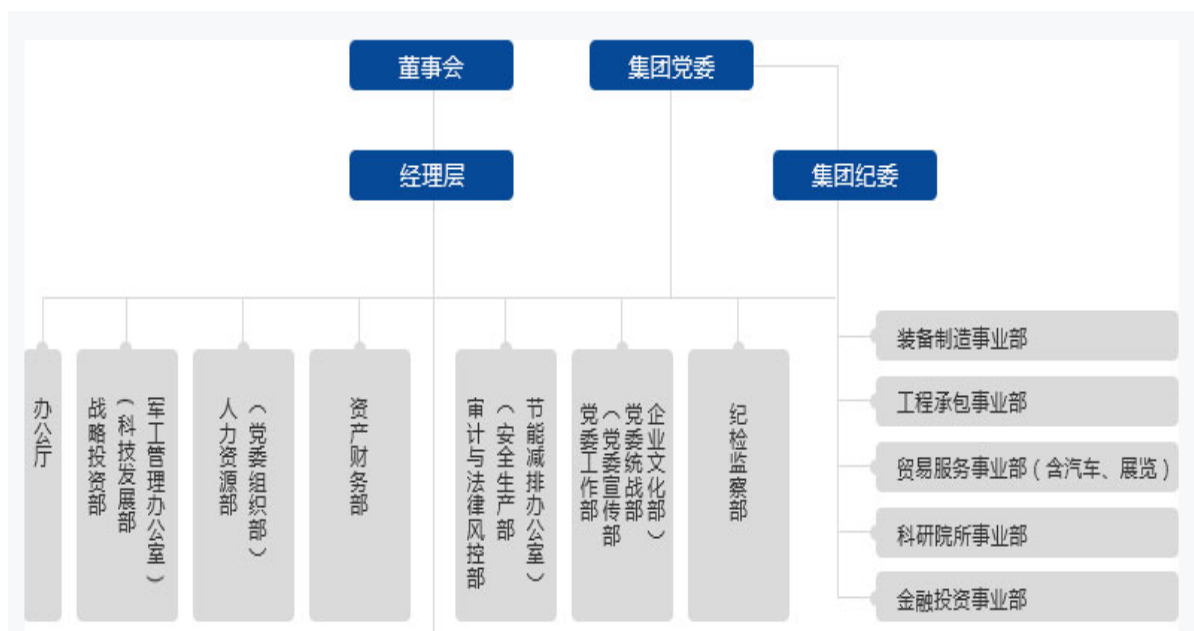 董事会
集团党委
经理层
集团纪委
办公厅
战略投资部
（科技发展部
军工管理办公室）
人力资源部
（党委组织部）
资产财务部
审计与法律风控部
（安全生产部
节能减排办公室）
党委工作部
（党委宣传部
党委统战部
企业文化部）
纪检监察部
装备制造事业部
工程承包事业部
贸易服务事业部（含汽车、展览）
科研院所事业部
金融投资事业部